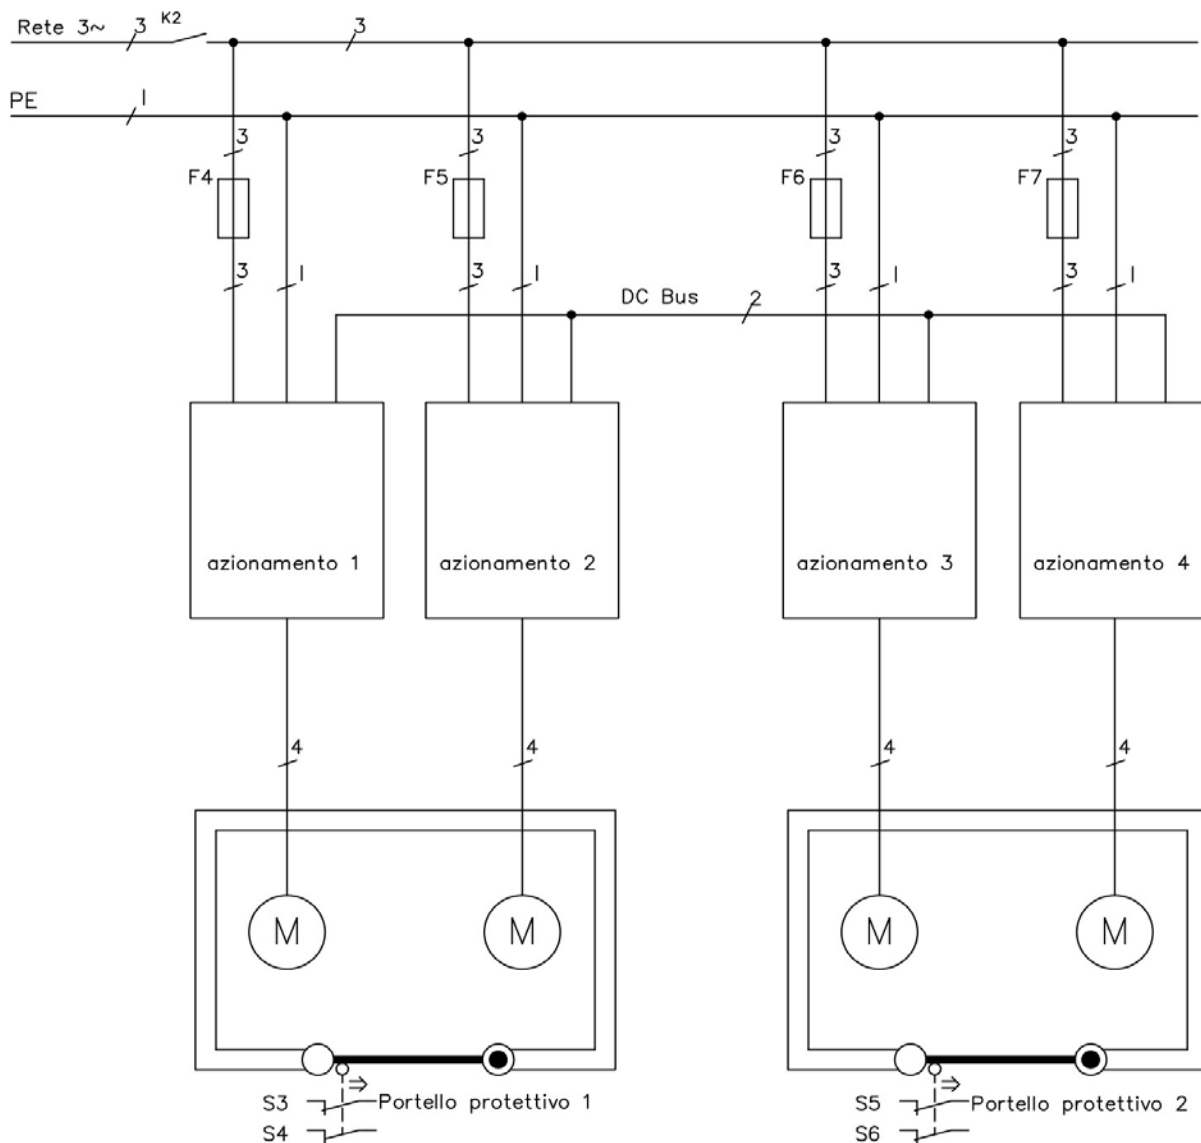 Rete 3~ 3 K2 3
PE 1
3 3 3 3
F4 F5 F6 F7
3 1 3 1 3 1 3 1
DC Bus 2
azionamento 1 azionamento 2 azionamento 3 azionamento 4
4 4 4 4
M M M M
S3 Portello protettivo 1 S5 Portello protettivo 2
S4 S6